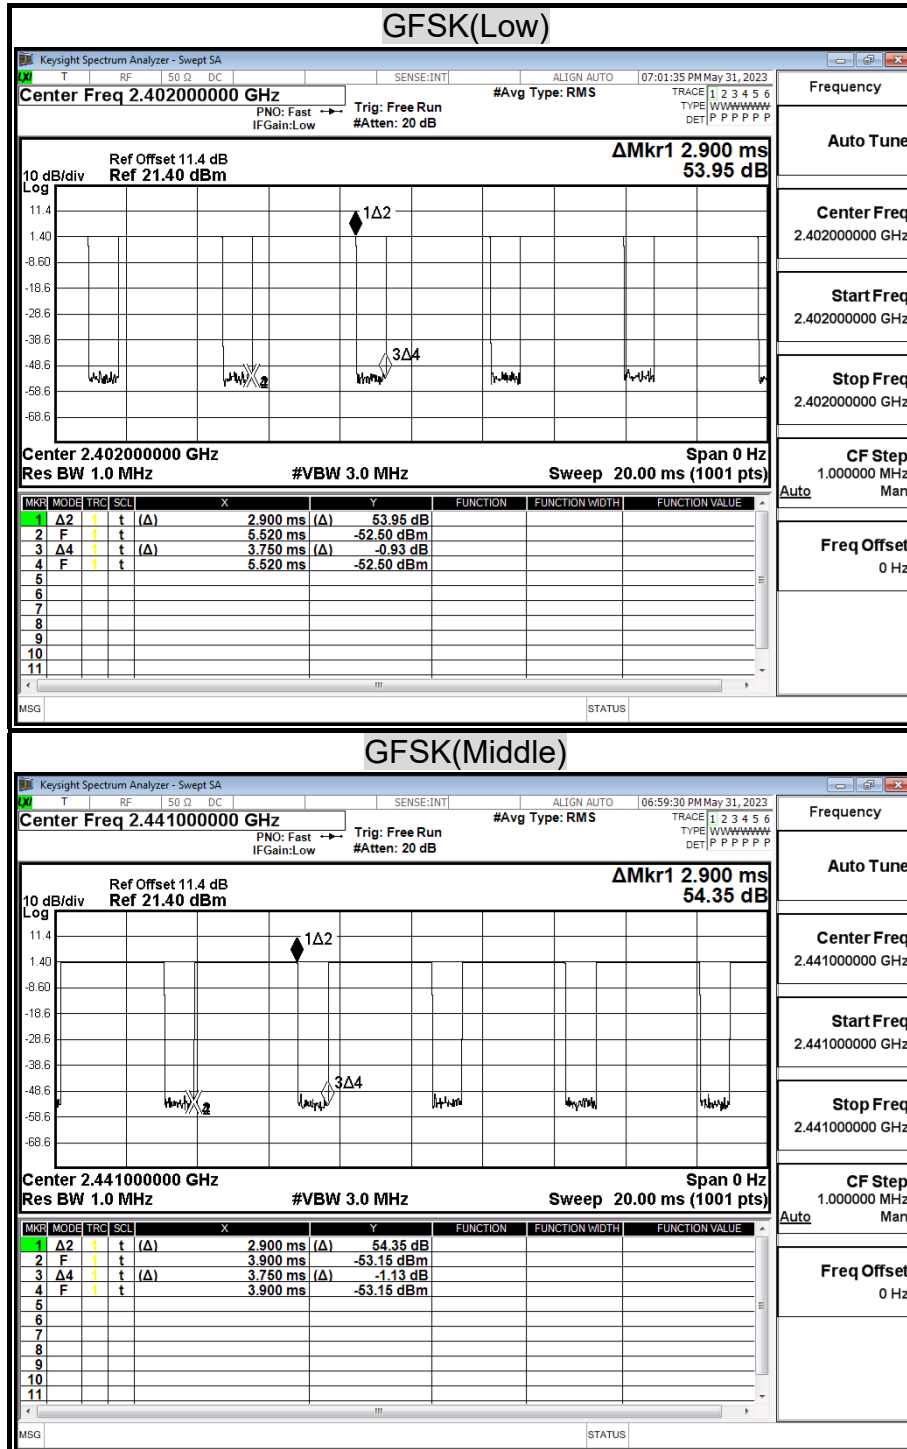 GFSK(Low)
Keysight Spectrum Analyzer - Swept SA
LXI T RF 50 Ω DC SENSE:INT ALIGN AUTO 07:01:35 PM May 31, 2023
Center Freq 2.402000000 GHz
PNO: Fast
IFGain:Low
Trig: Free Run
#Atten: 20 dB
#Avg Type: RMS
TRACE 1 2 3 4 5 6
TYPE WWWWWW
DET P P P P P P
Frequency
Auto Tune
Center Freq
2.402000000 GHz
Start Freq
2.402000000 GHz
Stop Freq
2.402000000 GHz
CF Step
1.000000 MHz
Auto Man
Freq Offset
0 Hz
ΔMkr1 2.900 ms
53.95 dB
Ref Offset 11.4 dB
10 dB/div Ref 21.40 dBm
Log
11.4
1.40
-8.60
-18.6
-28.6
-38.6
-48.6
-58.6
-68.6
1Δ2
3Δ4
Center 2.402000000 GHz Span 0 Hz
Res BW 1.0 MHz #VBW 3.0 MHz Sweep 20.00 ms (1001 pts)
MKR MODE TRC SCL X Y FUNCTION FUNCTION WIDTH FUNCTION VALUE
1 Δ2 1 t (Δ) 2.900 ms (Δ) 53.95 dB
2 F 1 t 5.520 ms -52.50 dBm
3 Δ4 1 t (Δ) 3.750 ms (Δ) -0.93 dB
4 F 1 t 5.520 ms -52.50 dBm
5
6
7
8
9
10
11
MSG STATUS
GFSK(Middle)
Keysight Spectrum Analyzer - Swept SA
LXI T RF 50 Ω DC SENSE:INT ALIGN AUTO 06:59:30 PM May 31, 2023
Center Freq 2.441000000 GHz
PNO: Fast
IFGain:Low
Trig: Free Run
#Atten: 20 dB
#Avg Type: RMS
TRACE 1 2 3 4 5 6
TYPE WWWWWW
DET P P P P P P
Frequency
Auto Tune
Center Freq
2.441000000 GHz
Start Freq
2.441000000 GHz
Stop Freq
2.441000000 GHz
CF Step
1.000000 MHz
Auto Man
Freq Offset
0 Hz
ΔMkr1 2.900 ms
54.35 dB
Ref Offset 11.4 dB
10 dB/div Ref 21.40 dBm
Log
11.4
1.40
-8.60
-18.6
-28.6
-38.6
-48.6
-58.6
-68.6
1Δ2
3Δ4
Center 2.441000000 GHz Span 0 Hz
Res BW 1.0 MHz #VBW 3.0 MHz Sweep 20.00 ms (1001 pts)
MKR MODE TRC SCL X Y FUNCTION FUNCTION WIDTH FUNCTION VALUE
1 Δ2 1 t (Δ) 2.900 ms (Δ) 54.35 dB
2 F 1 t 3.900 ms -53.15 dBm
3 Δ4 1 t (Δ) 3.750 ms (Δ) -1.13 dB
4 F 1 t 3.900 ms -53.15 dBm
5
6
7
8
9
10
11
MSG STATUS